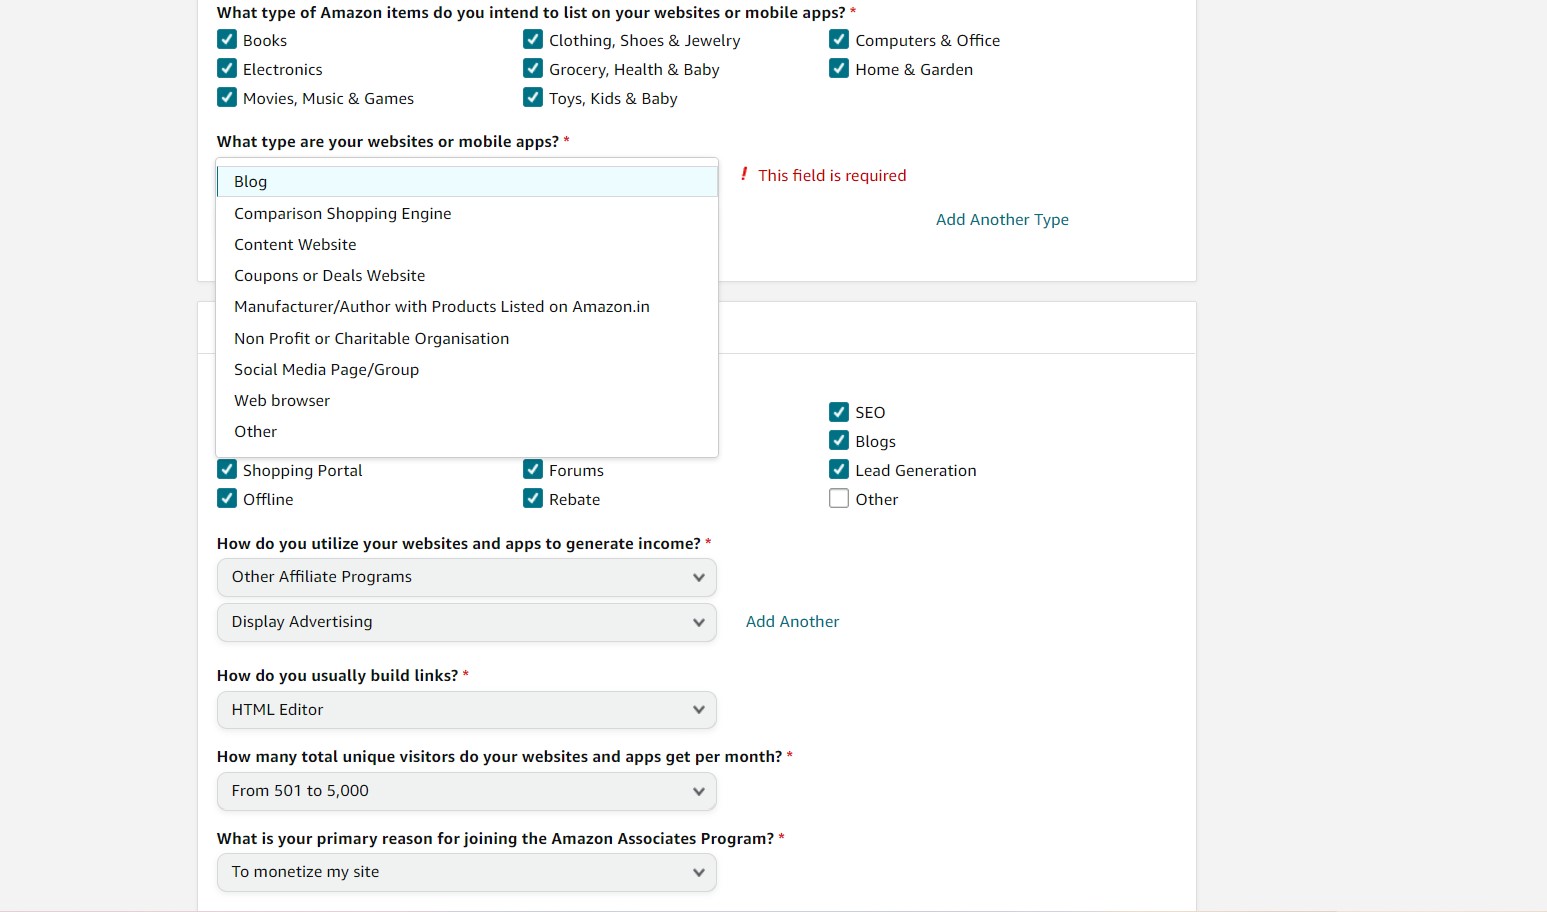 What type of Amazon items do you intend to list on your websites or mobile apps? *
Books Clothing, Shoes & Jewelry Computers & Office
Electronics Grocery, Health & Baby Home & Garden
Movies, Music & Games Toys, Kids & Baby
What type are your websites or mobile apps? *
! This field is required
Blog
Comparison Shopping Engine
Add Another Type
Content Website
Coupons or Deals Website
Manufacturer/Author with Products Listed on Amazon.in
Non Profit or Charitable Organisation
Social Media Page/Group
Web browser
Other
SEO
Blogs
Shopping Portal Forums Lead Generation
Offline Rebate Other
How do you utilize your websites and apps to generate income? *
Other Affiliate Programs
Display Advertising Add Another
How do you usually build links? *
HTML Editor
How many total unique visitors do your websites and apps get per month? *
From 501 to 5,000
What is your primary reason for joining the Amazon Associates Program? *
To monetize my site